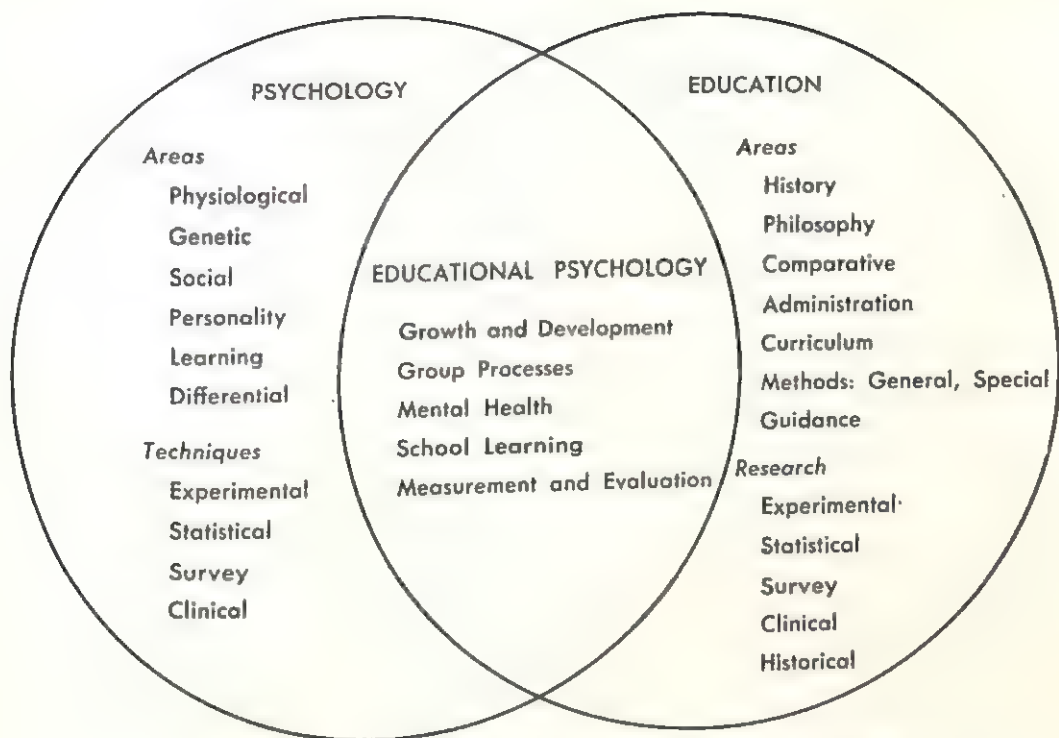 PSYCHOLOGY
Areas
Physiological
Genetic
Social
Personality
Learning
Differential
Techniques
Experimental
Statistical
Survey
Clinical
EDUCATIONAL PSYCHOLOGY
Growth and Development
Group Processes
Mental Health
School Learning
Measurement and Evaluation
EDUCATION
Areas
History
Philosophy
Comparative
Administration
Curriculum
Methods: General, Special
Guidance
Research
Experimental
Statistical
Survey
Clinical
Historical